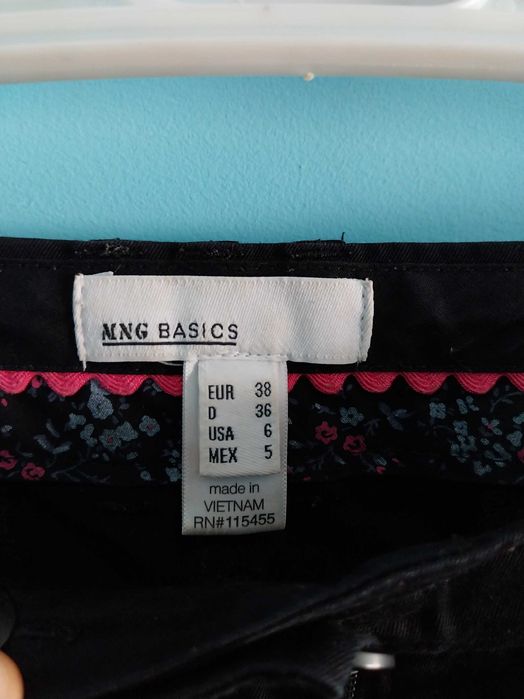 MNG BASICS
EUR 38
D 36
USA 6
MEX 5
made in
VIETNAM
RN#115455